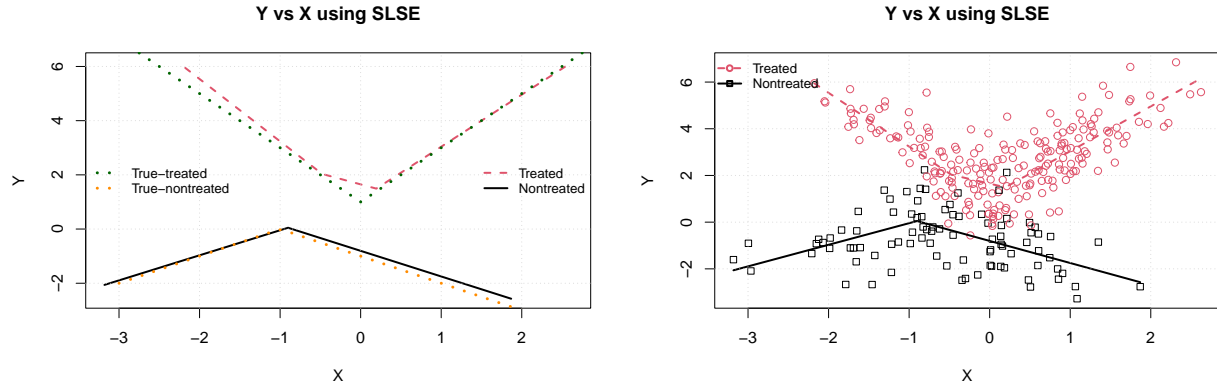 Y vs X using SLSE
Y
6
4
2
0
−2
True−treated
True−nontreated
Treated
Nontreated
−3 −2 −1 0 1 2
X
Y vs X using SLSE
Y
6
4
2
0
−2
Treated
Nontreated
−3 −2 −1 0 1 2
X